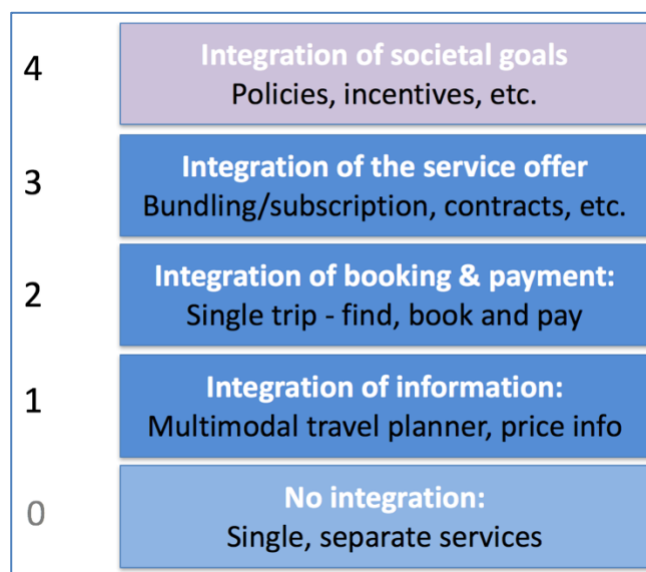 4
Integration of societal goals
Policies, incentives, etc.
3
Integration of the service offer
Bundling/subscription, contracts, etc.
2
Integration of booking & payment:
Single trip - find, book and pay
1
Integration of information:
Multimodal travel planner, price info
0
No integration:
Single, separate services